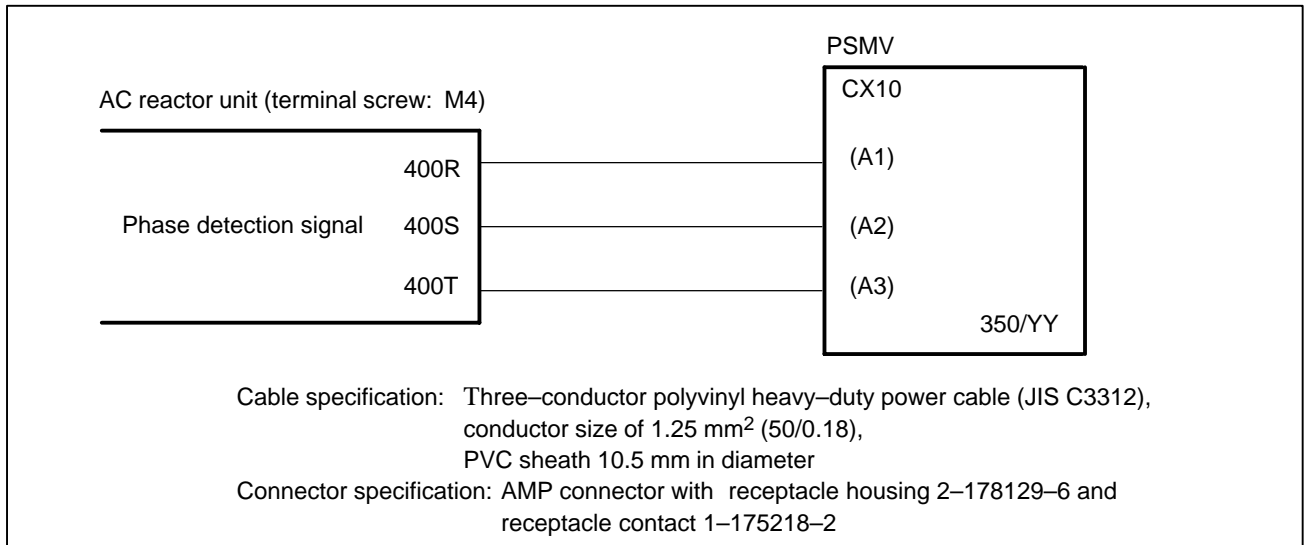 PSMV
CX10
AC reactor unit (terminal screw: M4)
400R (A1)
Phase detection signal 400S (A2)
400T (A3)
350/YY
Cable specification: Three–conductor polyvinyl heavy–duty power cable (JIS C3312),
conductor size of 1.25 mm² (50/0.18),
PVC sheath 10.5 mm in diameter
Connector specification: AMP connector with receptacle housing 2–178129–6 and
receptacle contact 1–175218–2